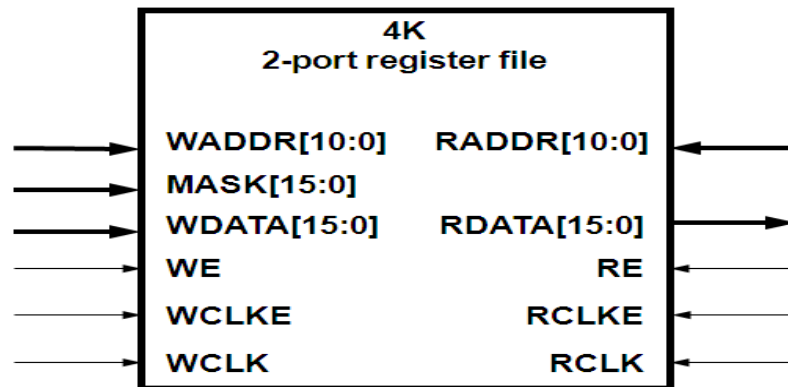 4K
2-port register file
WADDR[10:0] RADDR[10:0]
MASK[15:0]
WDATA[15:0] RDATA[15:0]
WE RE
WCLKE RCLKE
WCLK RCLK